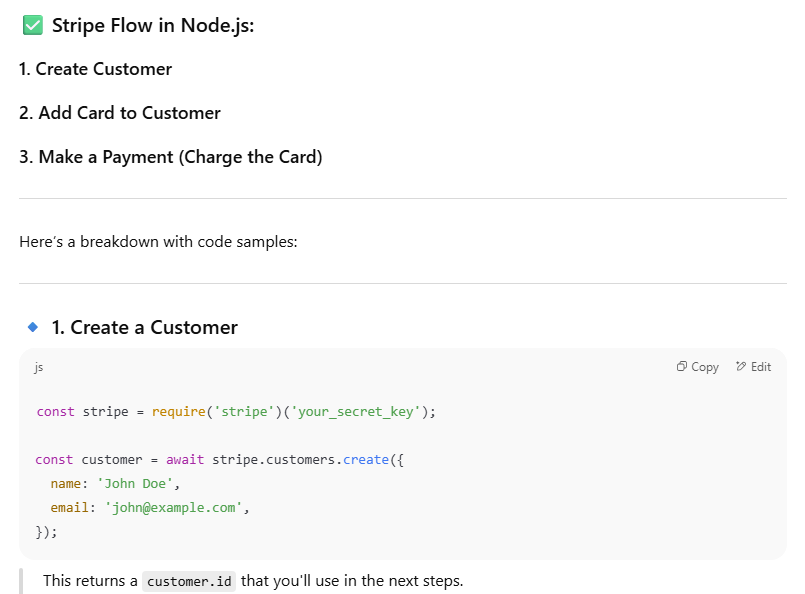 ✅ Stripe Flow in Node.js:
1. Create Customer
2. Add Card to Customer
3. Make a Payment (Charge the Card)
Here's a breakdown with code samples:
🔹 1. Create a Customer
js Copy Edit
const stripe = require('stripe')('your_secret_key');
const customer = await stripe.customers.create({
  name: 'John Doe',
  email: 'john@example.com',
});
This returns a customer.id that you'll use in the next steps.